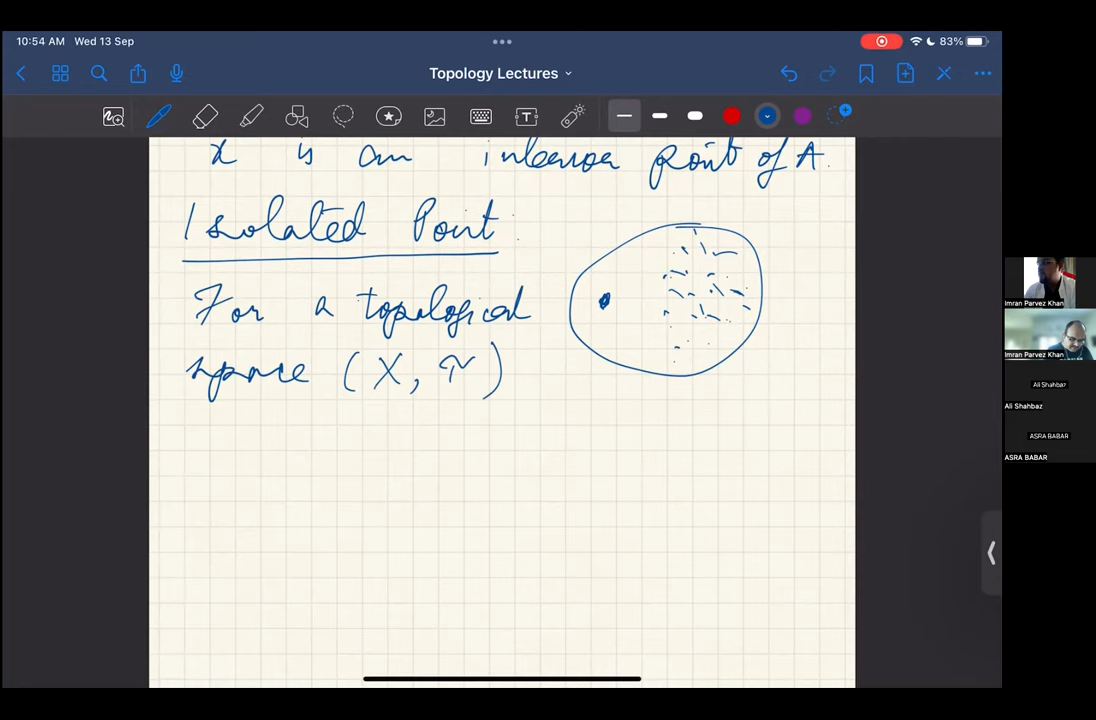 10:54 AM Wed 13 Sep
83%
Topology Lectures
x is an interior point of A.
Isolated Point :
For a topological
space (X, τ)
Imran Parvez Khan
Imran Parvez Khan
Ali Shahbaz
Ali Shahbaz
ASRA BABAR
ASRA BABAR